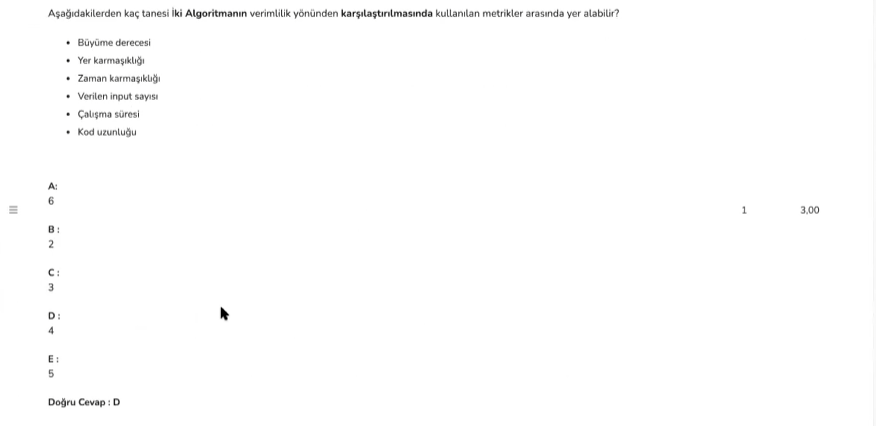 Aşağıdakilerden kaç tanesi İki Algoritmanın verimlilik yönünden karşılaştırılmasında kullanılan metrikler arasında yer alabilir?
• Büyüme derecesi
• Yer karmaşıklığı
• Zaman karmaşıklığı
• Verilen input sayısı
• Çalışma süresi
• Kod uzunluğu
A:
6
1 3,00
B :
2
C :
3
D :
4
E :
5
Doğru Cevap : D